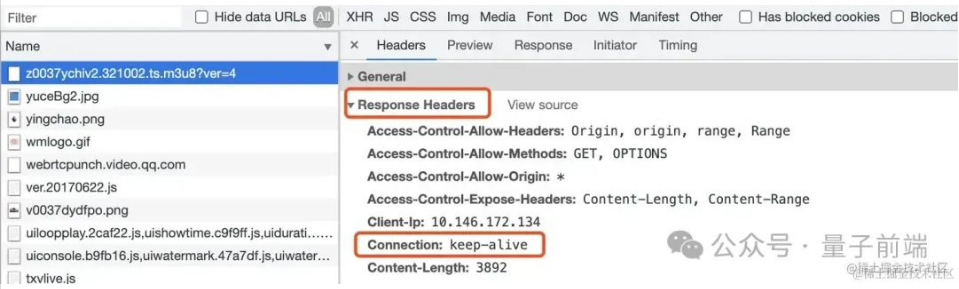 Filter
Hide data URLs All XHR JS CSS Img Media Font Doc WS Manifest Other Has blocked cookies Blocked
Name
× Headers Preview Response Initiator Timing
z0037ychiv2.321002.ts.m3u8?ver=4
General
yuceBg2.jpg
Response Headers View source
yingchao.png
Access-Control-Allow-Headers: Origin, origin, range, Range
wmlogo.gif
Access-Control-Allow-Methods: GET, OPTIONS
webrtcpunch.video.qq.com
Access-Control-Allow-Origin: *
ver.20170622.js
Access-Control-Expose-Headers: Content-Length, Content-Range
v0037dydfpo.png
Client-Ip: 10.146.172.134
uiloopplay.2caf22.js,uishowtime.c9f9ff.js,uidurati……
Connection: keep-alive
uiconsole.b9fb16.js,uiwatermark.47a7df.js,uiwater…
Content-Length: 3892
txvlive.js
公众号 · 量子前端
@稀土掘金技术社区